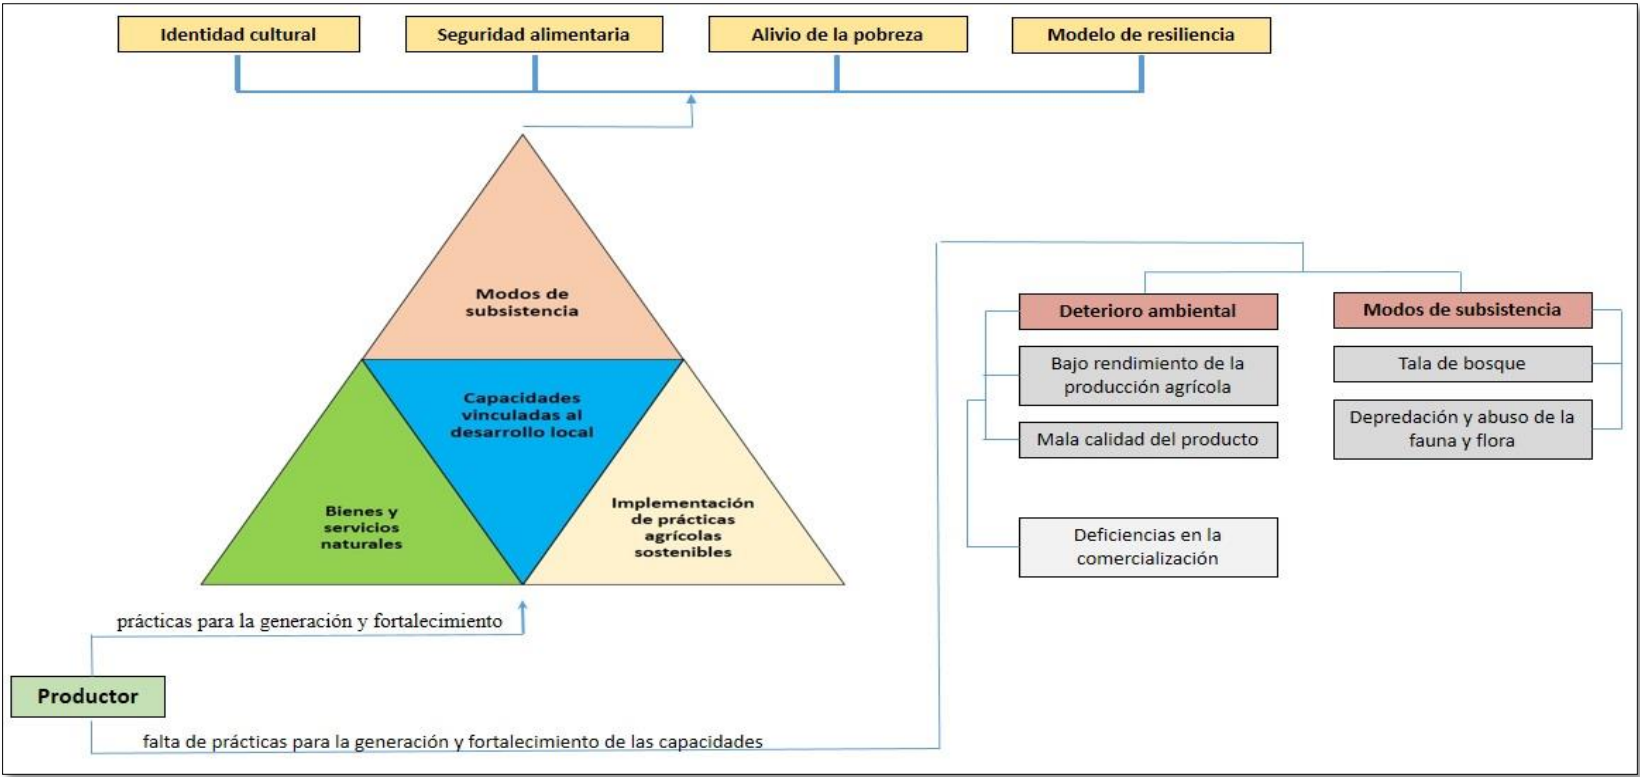 Identidad cultural
Seguridad alimentaria
Alivio de la pobreza
Modelo de resiliencia
Modos de
subsistencia
Capacidades
vinculadas al
desarrollo local
Bienes y
servicios
naturales
Implementación
de prácticas
agrícolas
sostenibles
prácticas para la generación y fortalecimiento
Productor
falta de prácticas para la generación y fortalecimiento de las capacidades
Deterioro ambiental
Bajo rendimiento de la
producción agrícola
Mala calidad del producto
Deficiencias en la
comercialización
Modos de subsistencia
Tala de bosque
Depredación y abuso de la
fauna y flora